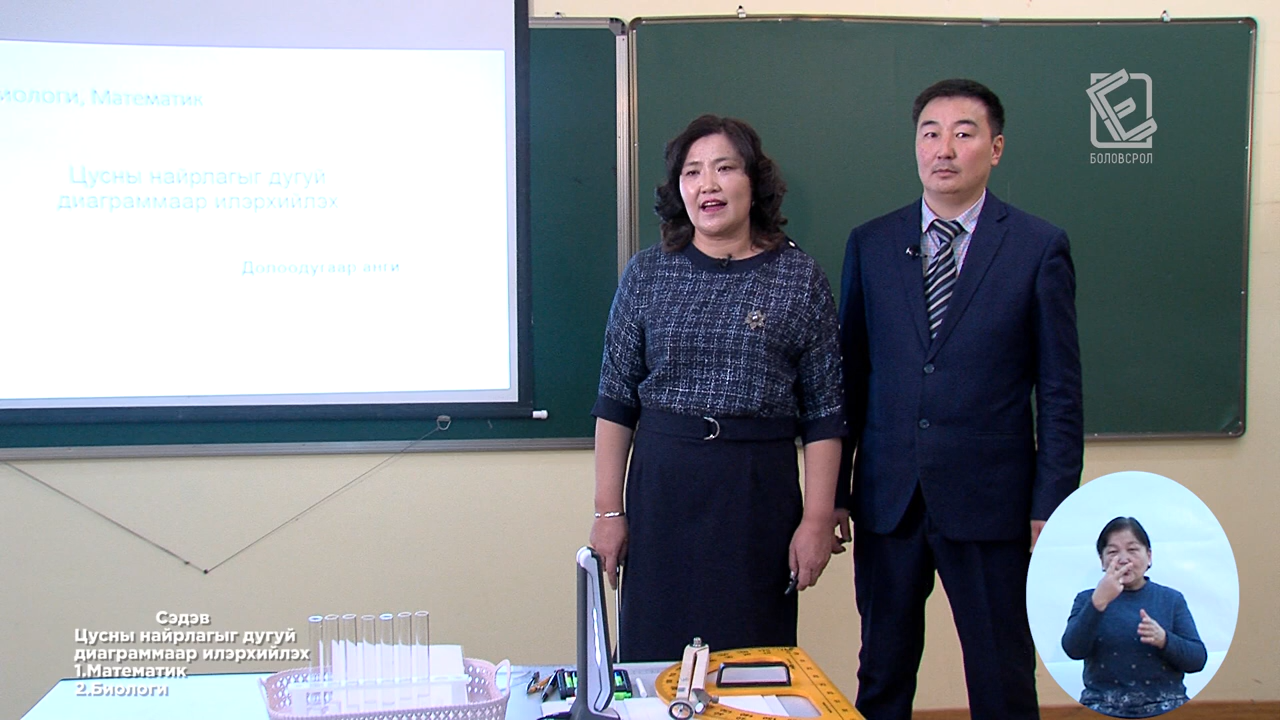 иологи, Математик
Цусны найрлагыг дугуй
диаграммаар илэрхийлэх
Долоодугаар анги
БОЛОВСРОЛ
Сэдэв
Цусны найрлагыг дугуй
диаграммаар илэрхийлэх
1.Математик
2.Биологи